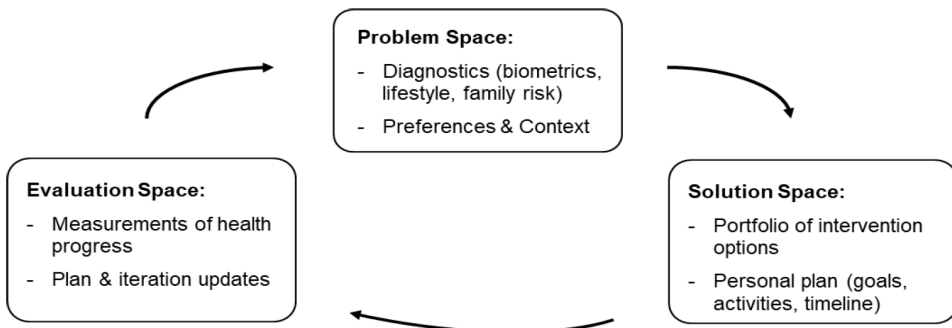 Problem Space:
- Diagnostics (biometrics,
lifestyle, family risk)
- Preferences & Context
Evaluation Space:
- Measurements of health
progress
- Plan & iteration updates
Solution Space:
- Portfolio of intervention
options
- Personal plan (goals,
activities, timeline)